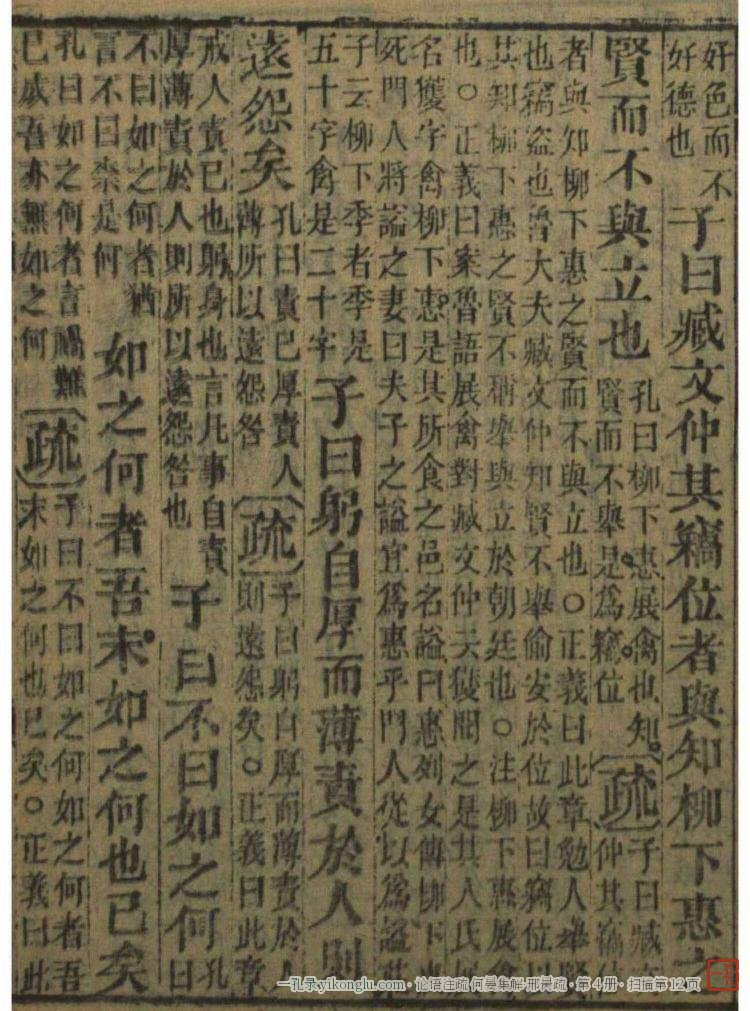 好色而不
好德也
子曰臧文仲其竊位者與知柳下惠之
賢而不與立也
孔曰柳下惠展禽也知
賢而不舉是爲竊位
疏
子曰臧
仲其竊位
者與知柳下惠之賢而不與立也○正義曰此章勉人舉賢
也竊盜也魯大夫臧文仲知賢不舉偷安於位故曰竊位
其知柳下惠之賢不稱舉與立於朝廷也○注柳下惠展
也○正義曰案魯語展禽對臧文仲云獲聞之是其人氏展
名獲字禽柳下惠是其所食之邑名謚曰惠列女傳柳下惠
死門人將謚之妻曰夫子之謚宜爲惠乎門人從以爲謚莊
子云柳下季者季是
五十字禽是二十字
子曰躬自厚而薄責於人則
遠怨矣
孔曰責已厚責人
薄所以遠怨咎
疏
子曰躬自厚而薄責於人
則遠怨矣○正義曰此章
戒人責已也躬身也言凡事自責
厚薄責於人則所以遠怨咎也
子曰不曰如之何
孔
曰
不曰如之何者猶
言不曰柰是何
如之何者吾末如之何也已矣
孔曰如之何者言禍難
已成吾亦無如之何
疏
子曰不曰如之何如之何者吾
末如之何也已矣○正義曰此
一孔录yikonglu.com·论语注疏·何晏集解·邢昺疏·第4册·扫描第12页